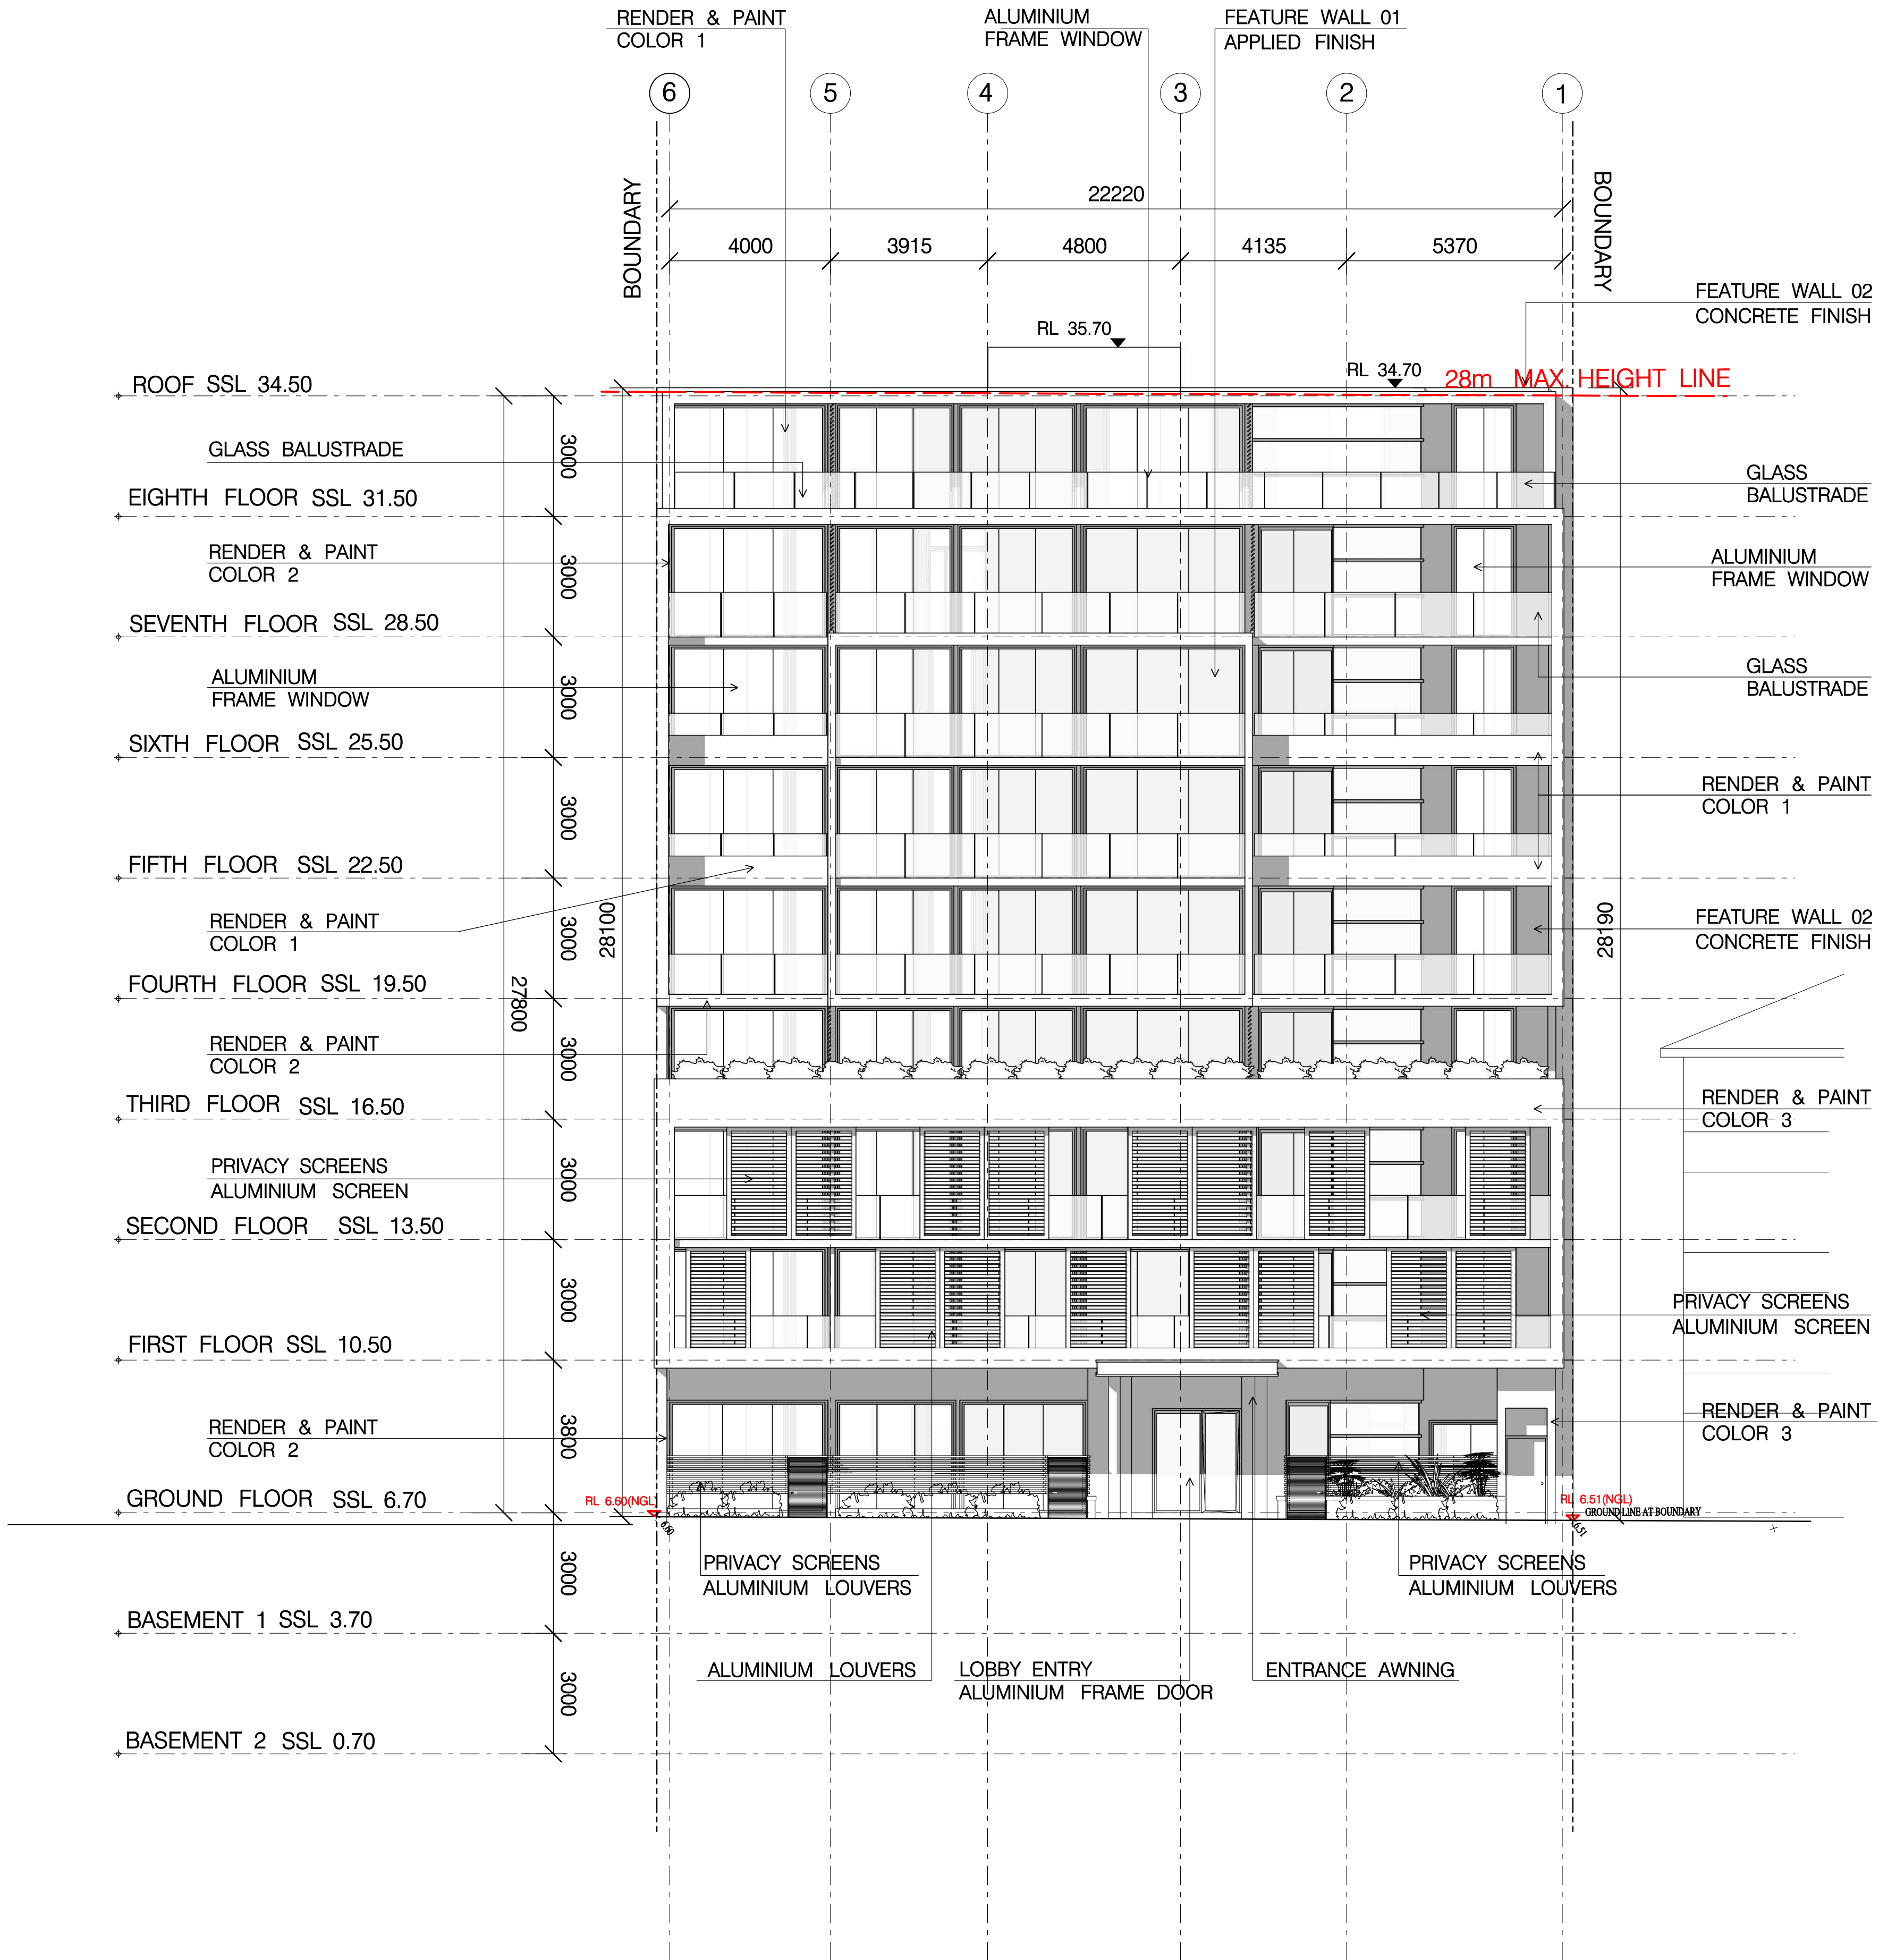 RENDER & PAINT
COLOR 1
ALUMINIUM
FRAME WINDOW
FEATURE WALL 01
APPLIED FINISH
6
5
4
3
2
1
BOUNDARY
BOUNDARY
22220
4000
3915
4800
4135
5370
FEATURE WALL 02
CONCRETE FINISH
RL 35.70
RL 34.70
28m MAX. HEIGHT LINE
ROOF SSL 34.50
3000
GLASS BALUSTRADE
GLASS
BALUSTRADE
EIGHTH FLOOR SSL 31.50
RENDER & PAINT
COLOR 2
3000
ALUMINIUM
FRAME WINDOW
SEVENTH FLOOR SSL 28.50
ALUMINIUM
FRAME WINDOW
3000
GLASS
BALUSTRADE
SIXTH FLOOR SSL 25.50
3000
RENDER & PAINT
COLOR 1
FIFTH FLOOR SSL 22.50
RENDER & PAINT
COLOR 1
3000
28100
28190
FEATURE WALL 02
CONCRETE FINISH
FOURTH FLOOR SSL 19.50
27800
RENDER & PAINT
COLOR 2
3000
THIRD FLOOR SSL 16.50
RENDER & PAINT
COLOR 3
PRIVACY SCREENS
ALUMINIUM SCREEN
3000
SECOND FLOOR SSL 13.50
3000
PRIVACY SCREENS
ALUMINIUM SCREEN
FIRST FLOOR SSL 10.50
RENDER & PAINT
COLOR 2
3800
RENDER & PAINT
COLOR 3
GROUND FLOOR SSL 6.70
RL 6.60(NGL)
6.60
RL 6.51(NGL)
GROUND LINE AT BOUNDARY
6.51
3000
PRIVACY SCREENS
ALUMINIUM LOUVERS
PRIVACY SCREENS
ALUMINIUM LOUVERS
BASEMENT 1 SSL 3.70
3000
ALUMINIUM LOUVERS
LOBBY ENTRY
ALUMINIUM FRAME DOOR
ENTRANCE AWNING
BASEMENT 2 SSL 0.70